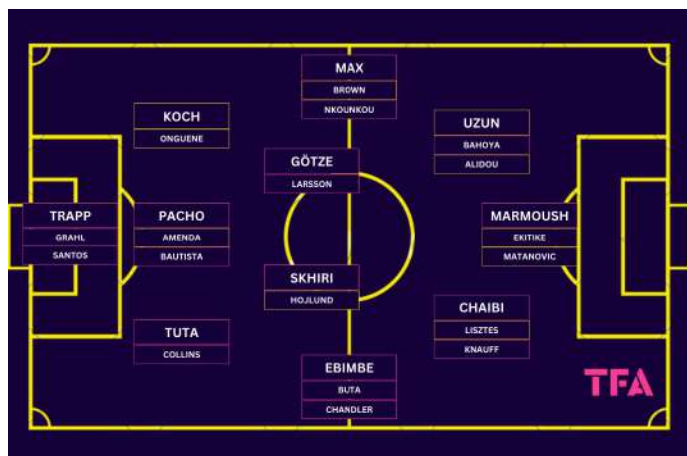 MAX
BROWN
NKOUNKOU
KOCH
ONGUENE
UZUN
BAHOYA
ALIDOU
GÖTZE
LARSSON
TRAPP
GRAHL
SANTOS
PACHO
AMENDA
BAUTISTA
MARMOUSH
EKITIKE
MATANOVIC
SKHIRI
HOJLUND
CHAIBI
LISZTES
KNAUFF
TUTA
COLLINS
EBIMBE
BUTA
CHANDLER
TFA